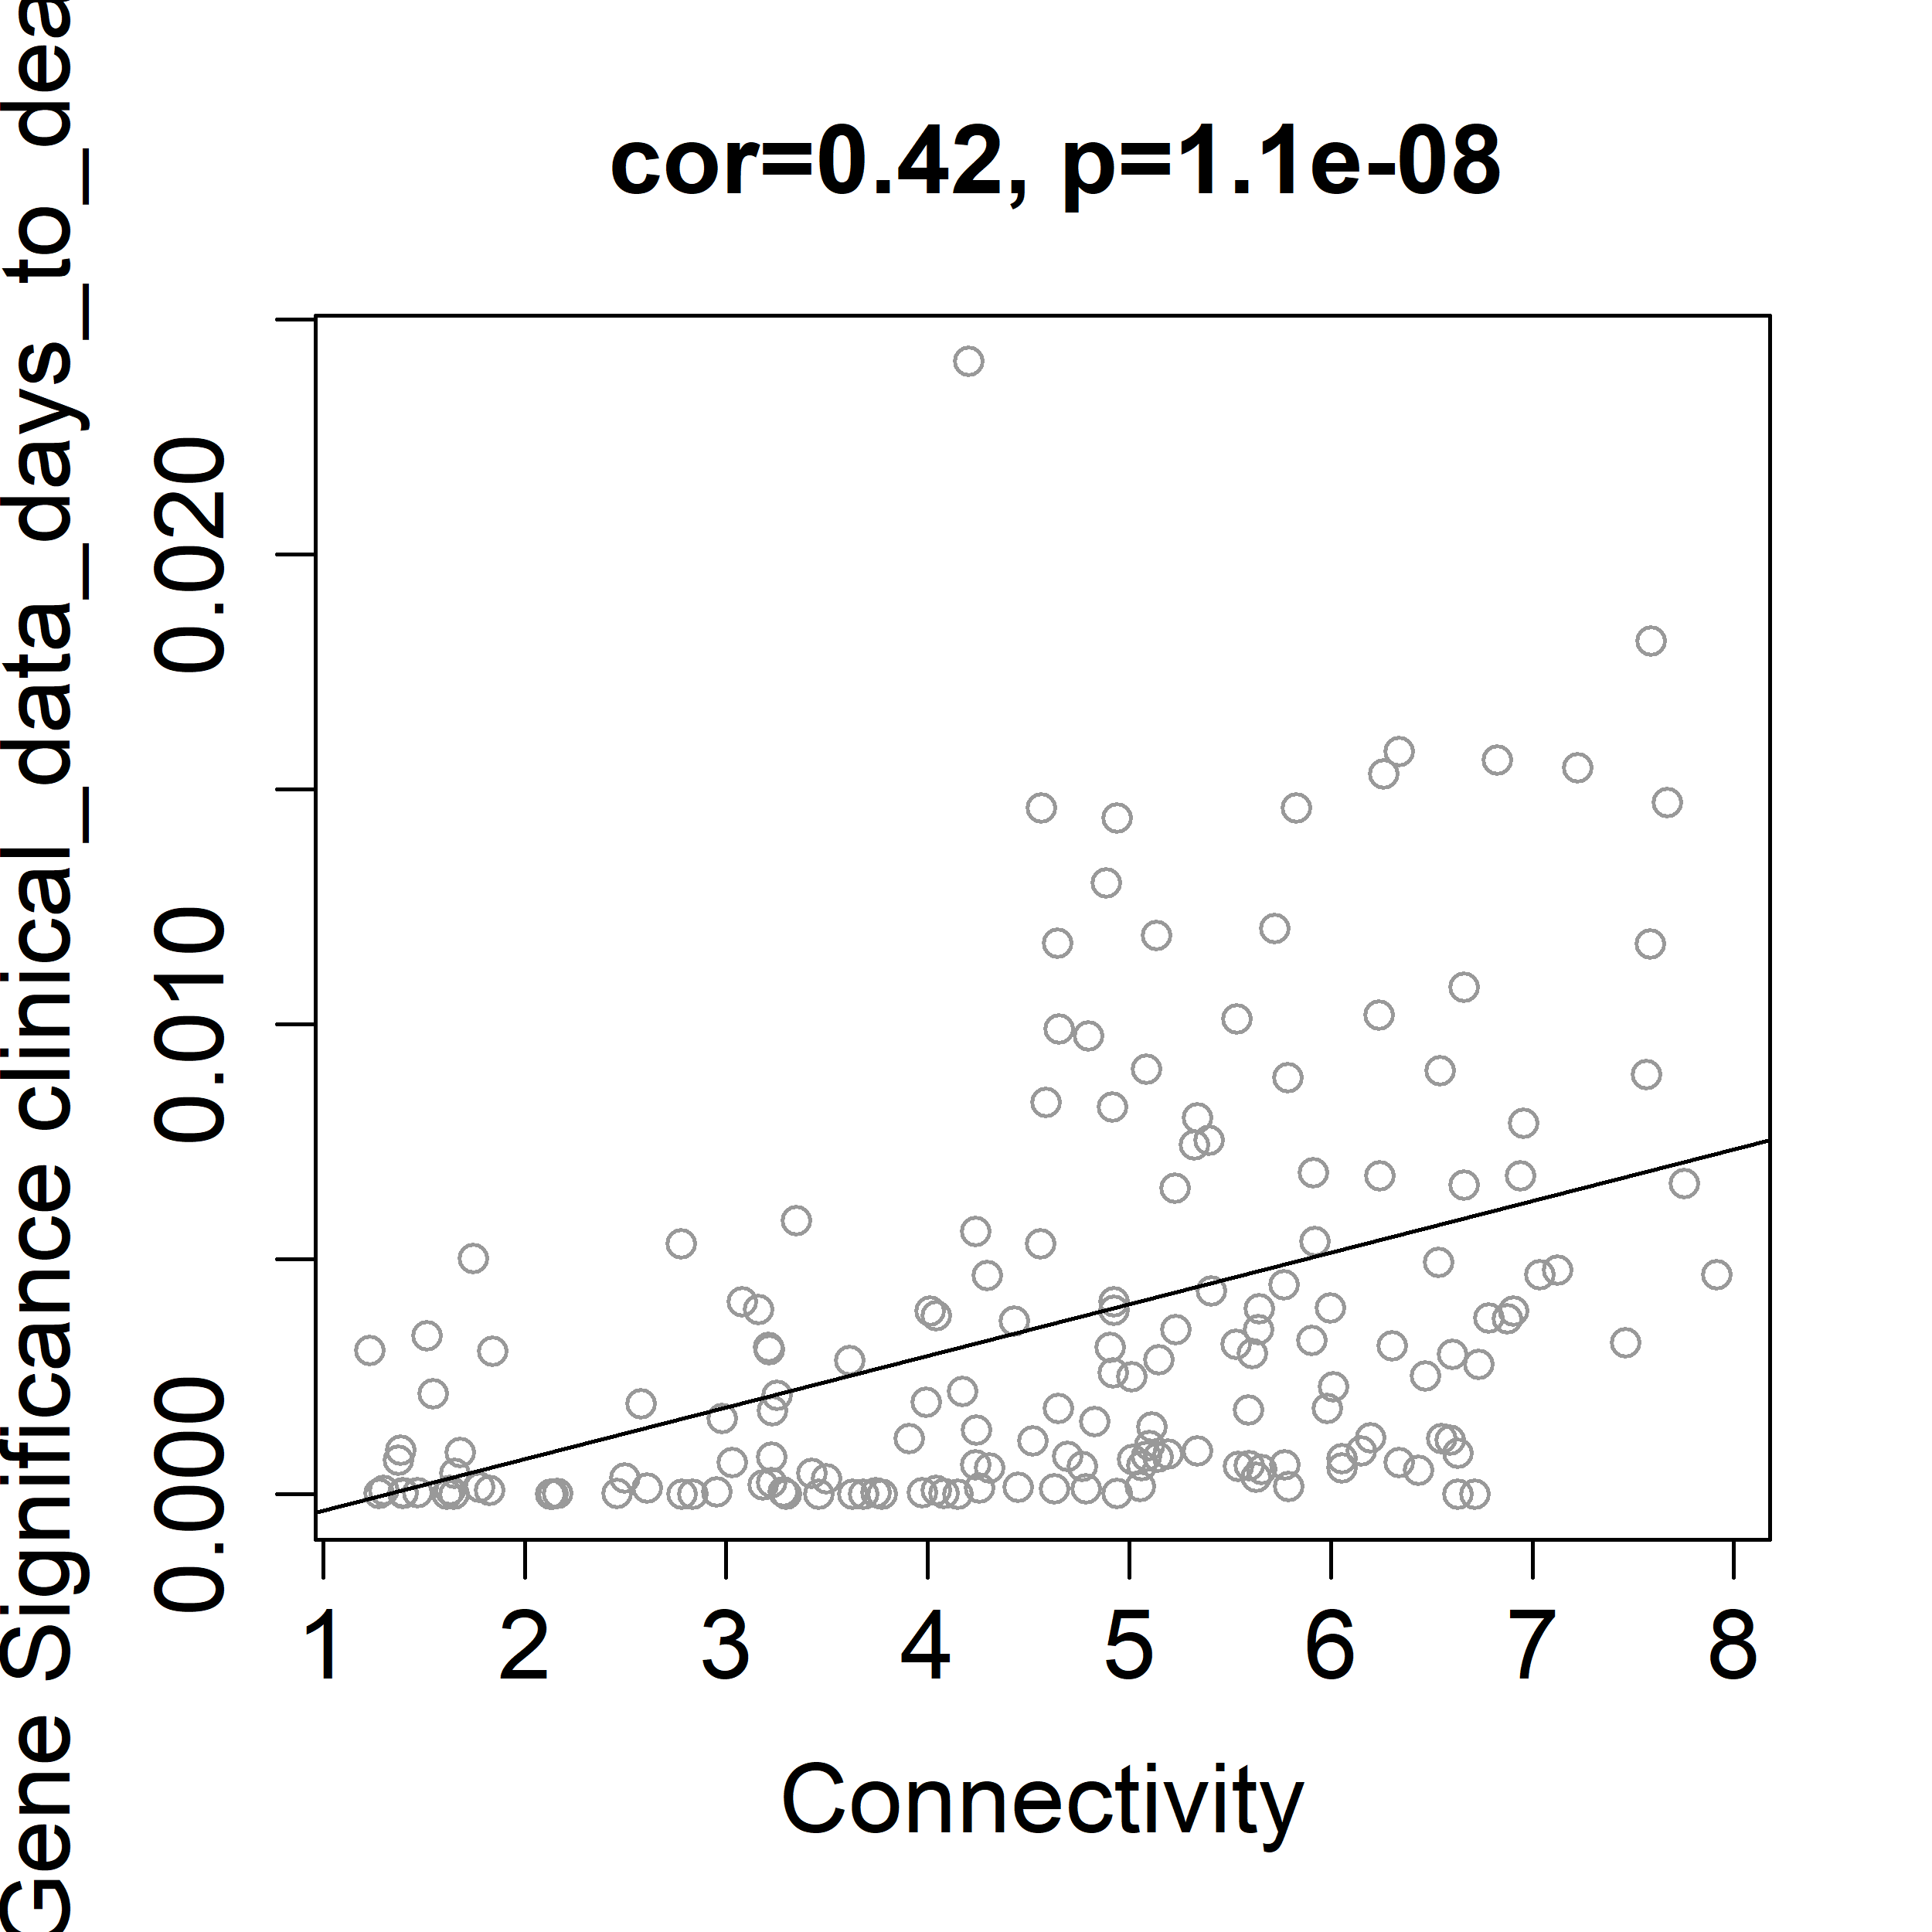 cor=0.42, p=1.1e-08
Gene Significance clinical_data_days_to_dea
0.020
0.010
0.000
1 2 3 4 5 6 7 8
Connectivity